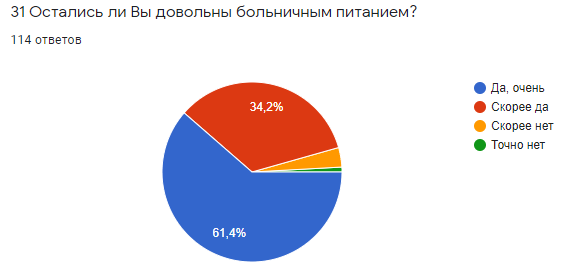 31 Остались ли Вы довольны больничным питанием?
114 ответов
34,2%
61,4%
Да, очень
Скорее да
Скорее нет
Точно нет